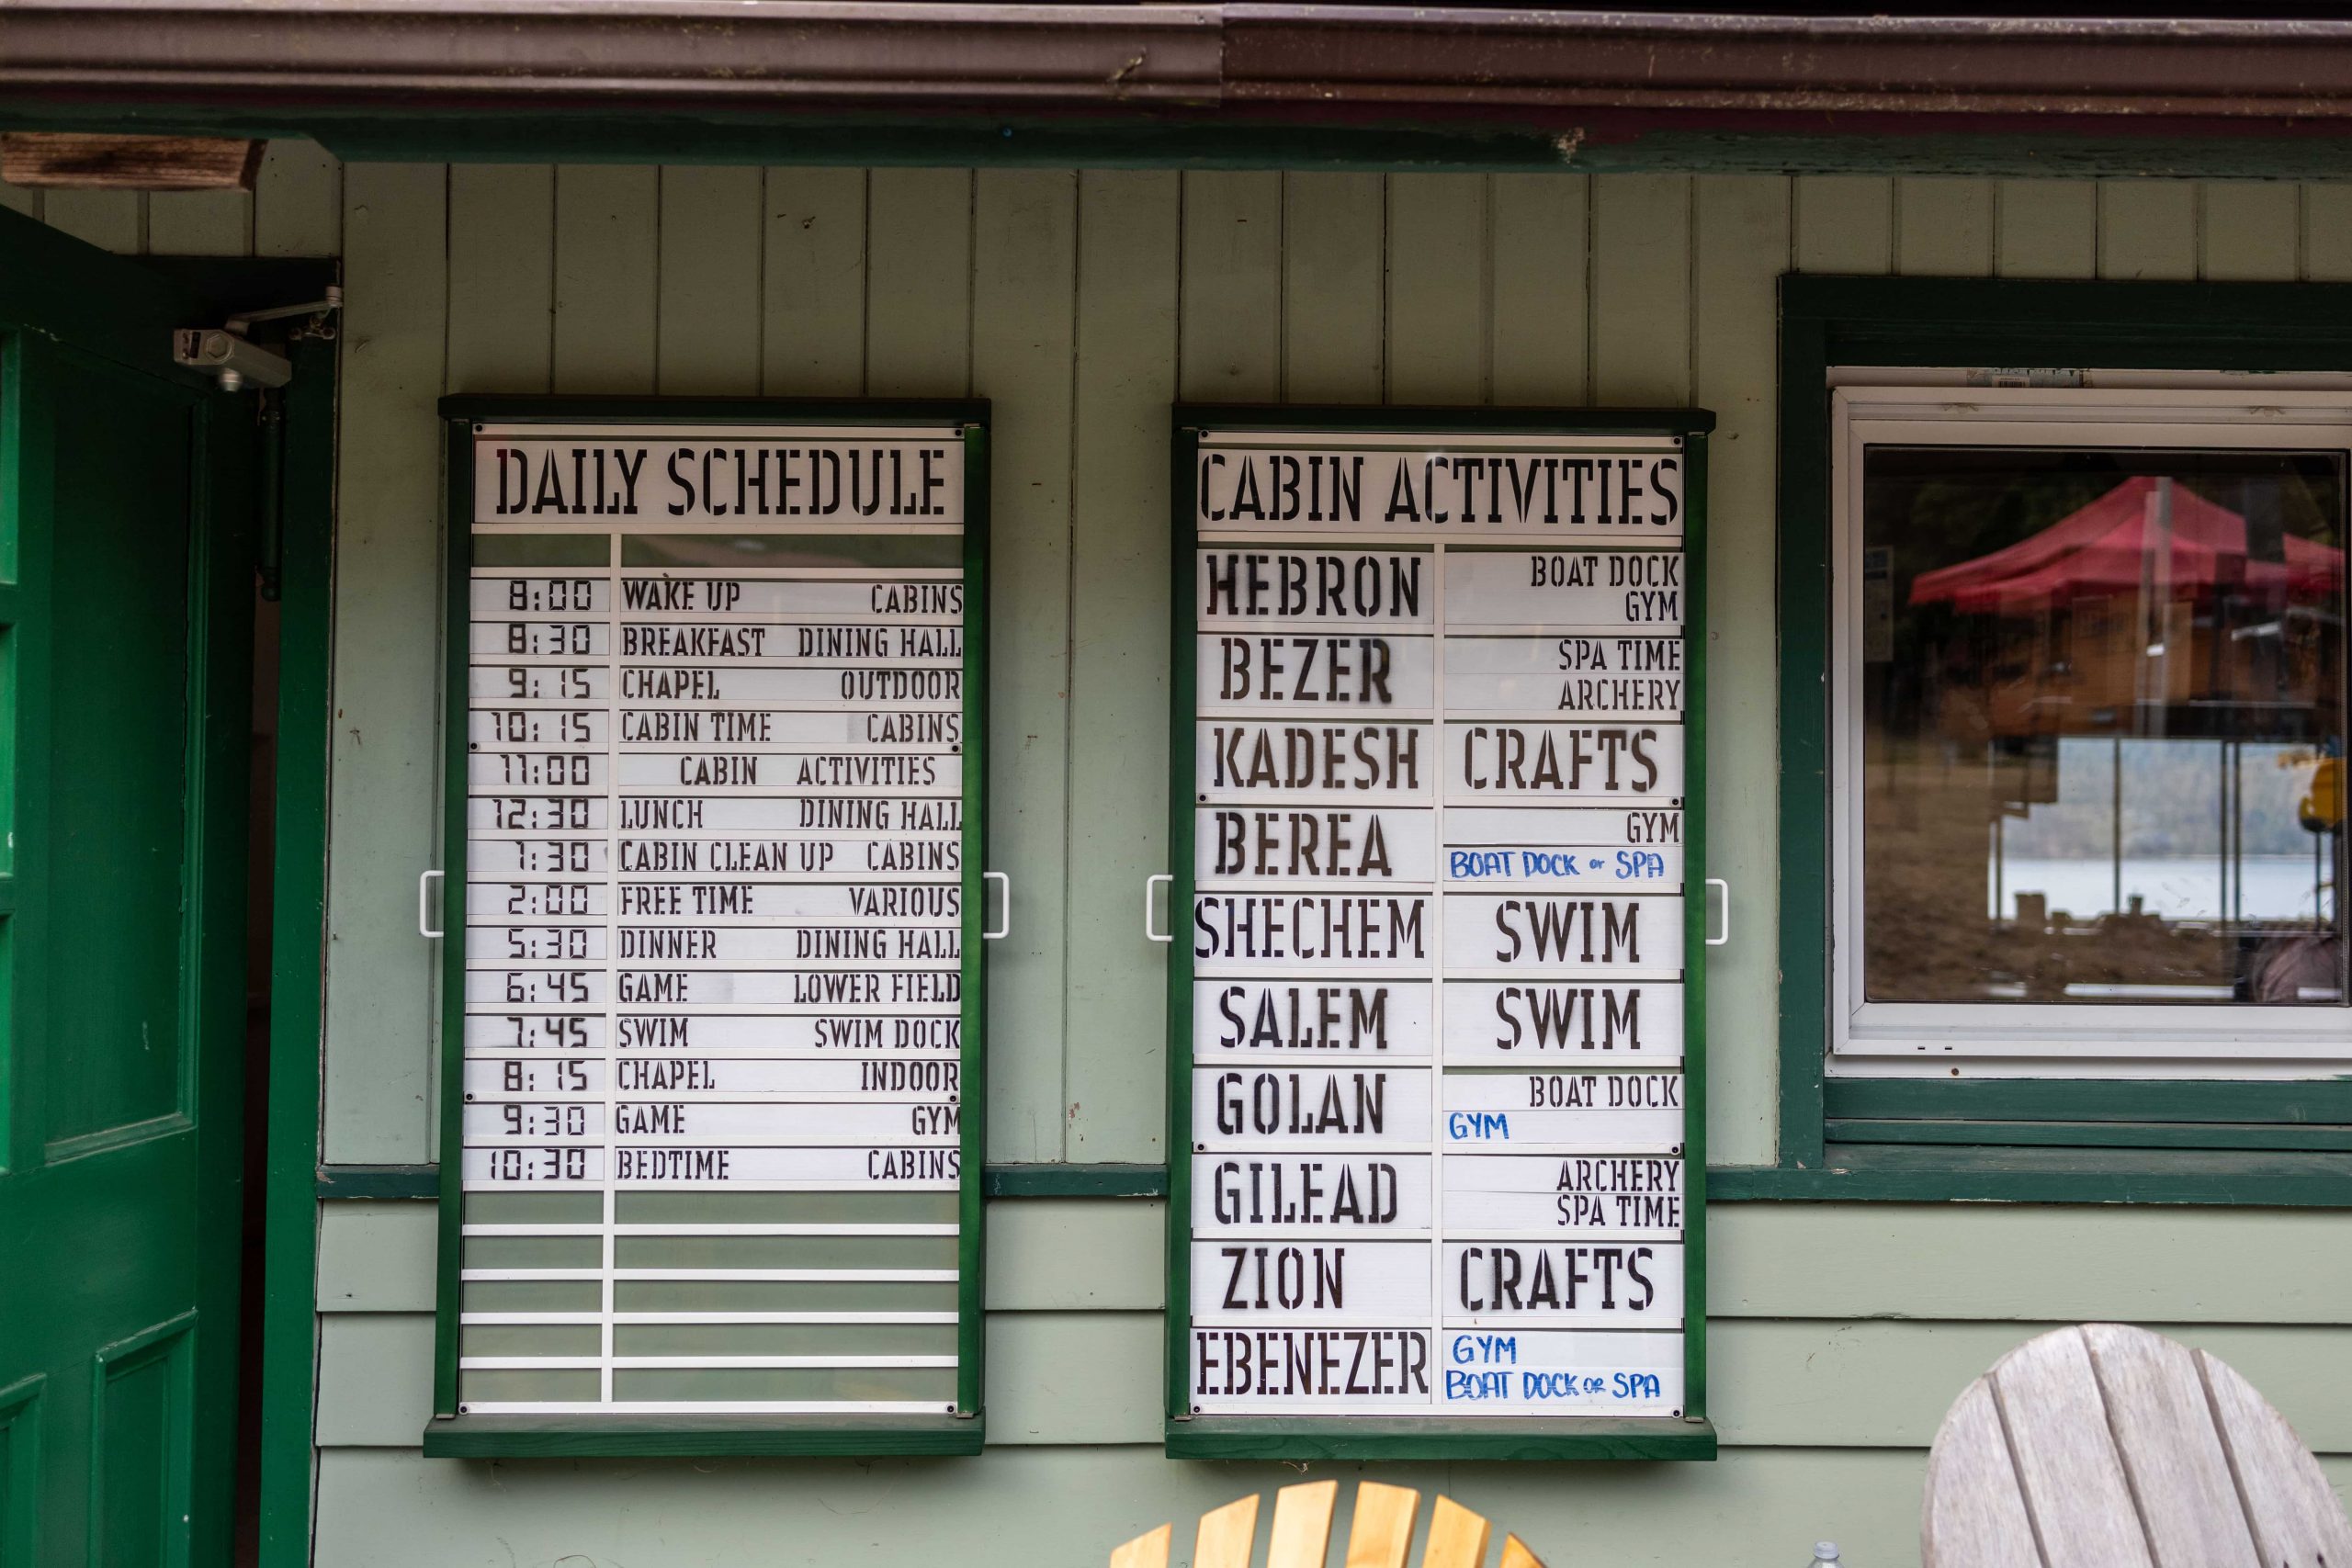 DAILY SCHEDULE
8:00 WAKE UP CABINS
8:30 BREAKFAST DINING HALL
9:15 CHAPEL OUTDOOR
10:15 CABIN TIME CABINS
11:00 CABIN ACTIVITIES
12:30 LUNCH DINING HALL
1:30 CABIN CLEAN UP CABINS
2:00 FREE TIME VARIOUS
5:30 DINNER DINING HALL
6:45 GAME LOWER FIELD
7:45 SWIM SWIM DOCK
8:15 CHAPEL INDOOR
9:30 GAME GYM
10:30 BEDTIME CABINS
CABIN ACTIVITIES
HEBRON BOAT DOCK
GYM
BEZER SPA TIME
ARCHERY
KADESH CRAFTS
BEREA GYM
BOAT DOCK or SPA
SHECHEM SWIM
SALEM SWIM
GOLAN BOAT DOCK
GYM
GILEAD ARCHERY
SPA TIME
ZION CRAFTS
EBENEZER GYM
BOAT DOCK OR SPA